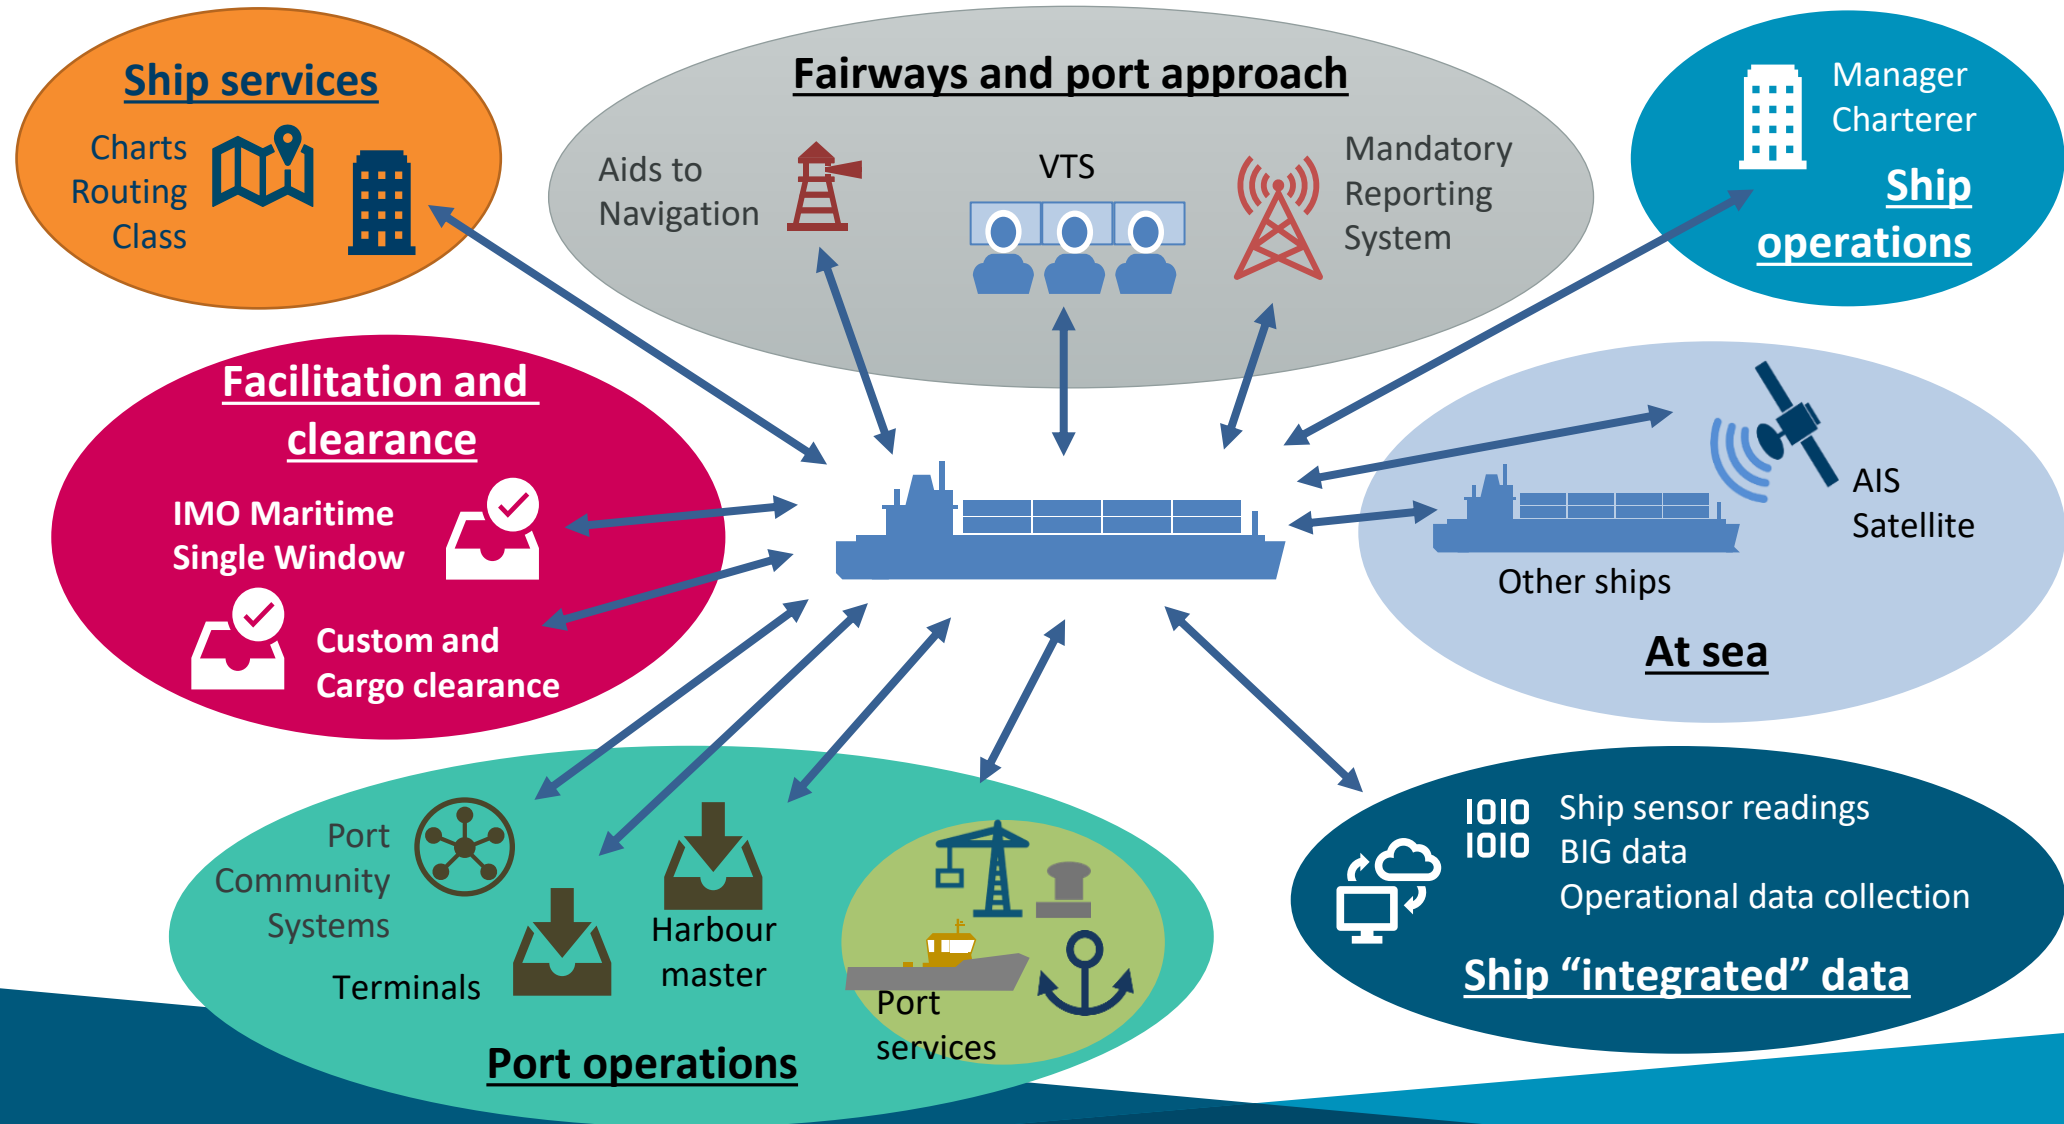 Ship services
Charts
Routing
Class
Fairways and port approach
Aids to
Navigation
VTS
Mandatory
Reporting
System
Manager
Charterer
Ship
operations
Facilitation and
clearance
IMO Maritime
Single Window
Custom and
Cargo clearance
AIS
Satellite
Other ships
At sea
Port
Community
Systems
Terminals
Harbour
master
Port
services
Port operations
1010
1010
Ship sensor readings
BIG data
Operational data collection
Ship “integrated” data